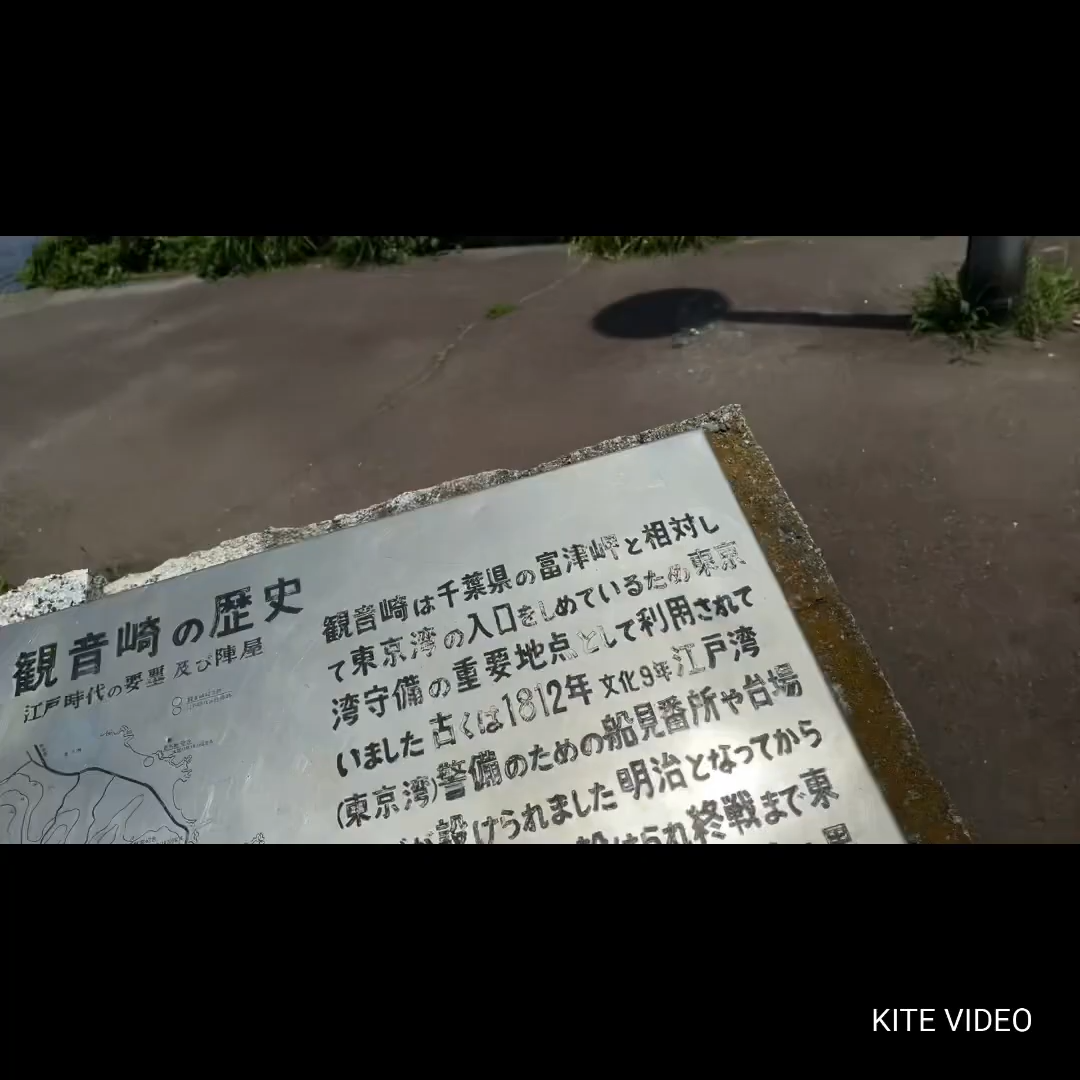 観音崎の歴史
江戸時代の要塁 及び陣屋
観音崎は千葉県の富津岬と相対し
て東京湾の入口をしめているため東京
湾守備の重要地点として利用されて
いました 古くは1812年 文化9年 江戸湾
(東京湾)警備のための船見番所や台場
が設けられました 明治となってから
設けられ終戦まで東
KITE VIDEO